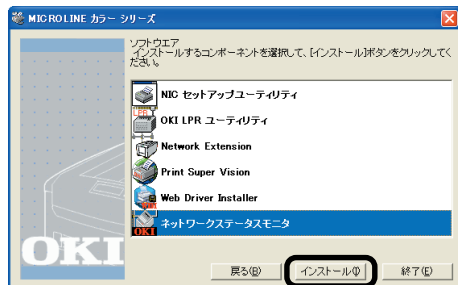 MICROLINE カラー シリーズ
ソフトウエア
インストールするコンポーネントを選択して、[インストール]ボタンをクリックしてく
ださい。
NIC セットアップユーティリティ
LPR
OKI LPR ユーティリティ
Network Extension
Print Super Vision
Web Driver Installer
OKI
ネットワークステータスモニタ
OKI
戻る(B) インストール(I) 終了(E)